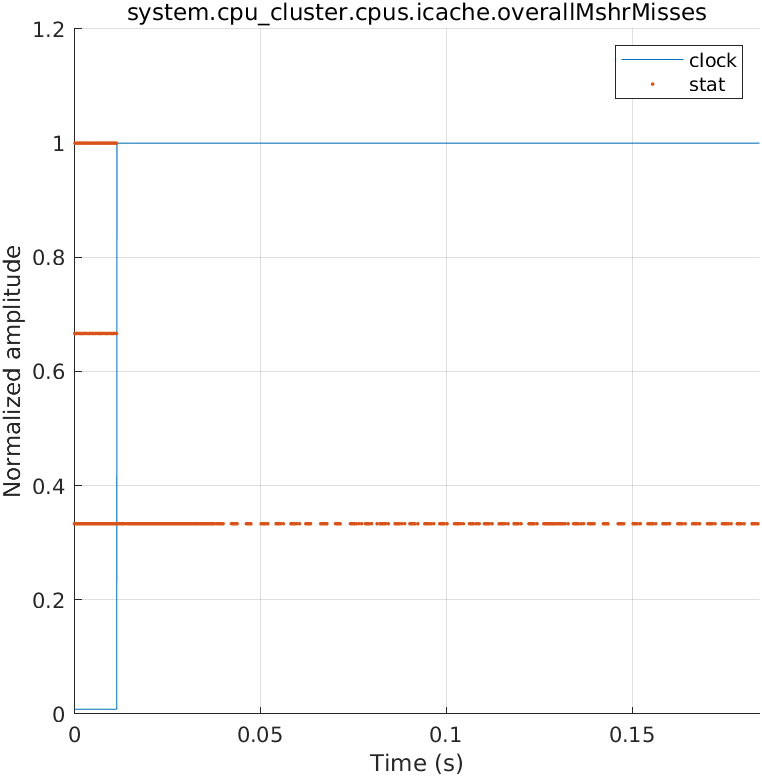 system.cpu_cluster.cpus.icache.overallMshrMisses
1.2
clock
stat
1
0.8
0.6
0.4
0.2
0
Normalized amplitude
0 0.05 0.1 0.15
Time (s)